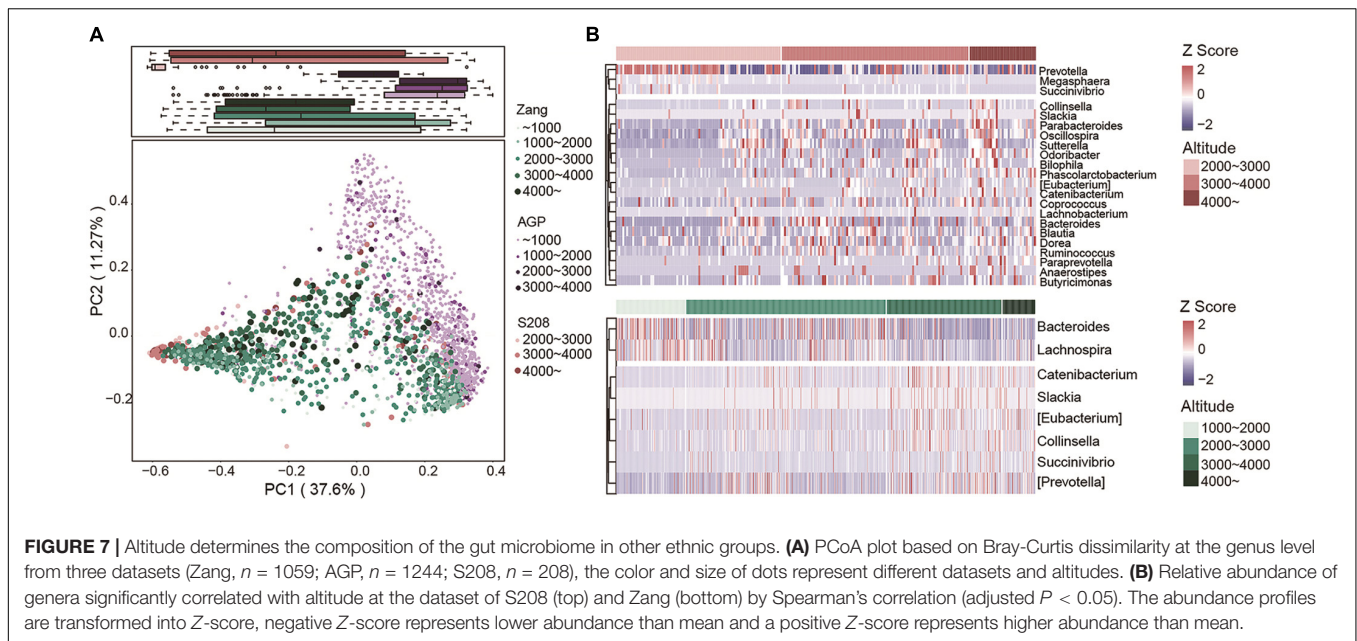 A
Zang
~1000
1000~2000
2000~3000
3000~4000
4000~
AGP
~1000
1000~2000
2000~3000
3000~4000
S208
2000~3000
3000~4000
4000~
PC2 ( 11.27% )
0.4
0.2
0.0
−0.2
−0.6
−0.4
−0.2
0.0
0.2
0.4
PC1 ( 37.6% )
B
Prevotella
Megasphaera
Succinivibrio
Collinsella
Slackia
Parabacteroides
Oscillospira
Sutterella
Odoribacter
Bilophila
Phascolarctobacterium
[Eubacterium]
Catenibacterium
Coprococcus
Lachnobacterium
Bacteroides
Blautia
Dorea
Ruminococcus
Paraprevotella
Anaerostipes
Butyricimonas
Z Score
2
0
−2
Altitude
2000~3000
3000~4000
4000~
Bacteroides
Lachnospira
Catenibacterium
Slackia
[Eubacterium]
Collinsella
Succinivibrio
[Prevotella]
Z Score
2
0
−2
Altitude
1000~2000
2000~3000
3000~4000
4000~
FIGURE 7 | Altitude determines the composition of the gut microbiome in other ethnic groups. (A) PCoA plot based on Bray-Curtis dissimilarity at the genus level
from three datasets (Zang, n = 1059; AGP, n = 1244; S208, n = 208), the color and size of dots represent different datasets and altitudes. (B) Relative abundance of
genera significantly correlated with altitude at the dataset of S208 (top) and Zang (bottom) by Spearman's correlation (adjusted P < 0.05). The abundance profiles
are transformed into Z-score, negative Z-score represents lower abundance than mean and a positive Z-score represents higher abundance than mean.